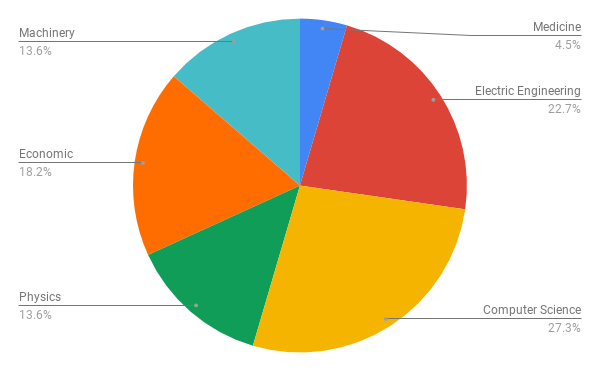 Medicine
4.5%
Electric Engineering
22.7%
Computer Science
27.3%
Physics
13.6%
Economic
18.2%
Machinery
13.6%